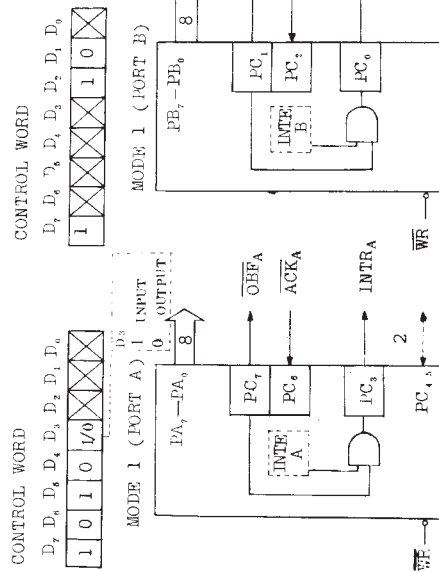 CONTROL WORD
D₇ D₆ D₅ D₄ D₃ D₂ D₁ D₀
1 0 1 0 1/0
D₃
1 INPUT
0 OUTPUT
MODE 1 (PORT A)
PA₇—PA₀
8
PC₇
OBF_A
PC₆
ACK_A
INTE
A
PC₃
INTR_A
WR
PC₄,₅
2
CONTROL WORD
D₇ D₆ D₅ D₄ D₃ D₂ D₁ D₀
1 1 0
MODE 1 (PORT B)
PB₇—PB₀
8
PC₁
PC₂
INTE
B
PC₀
WR